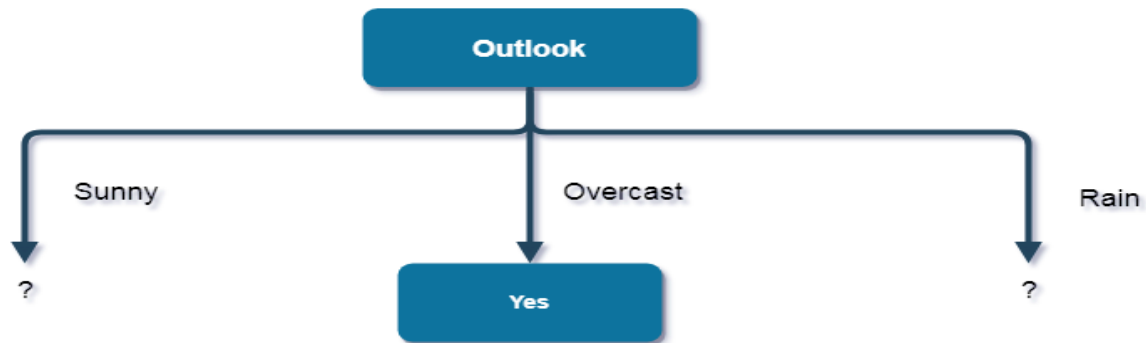 Outlook
Sunny
Overcast
Rain
?
Yes
?